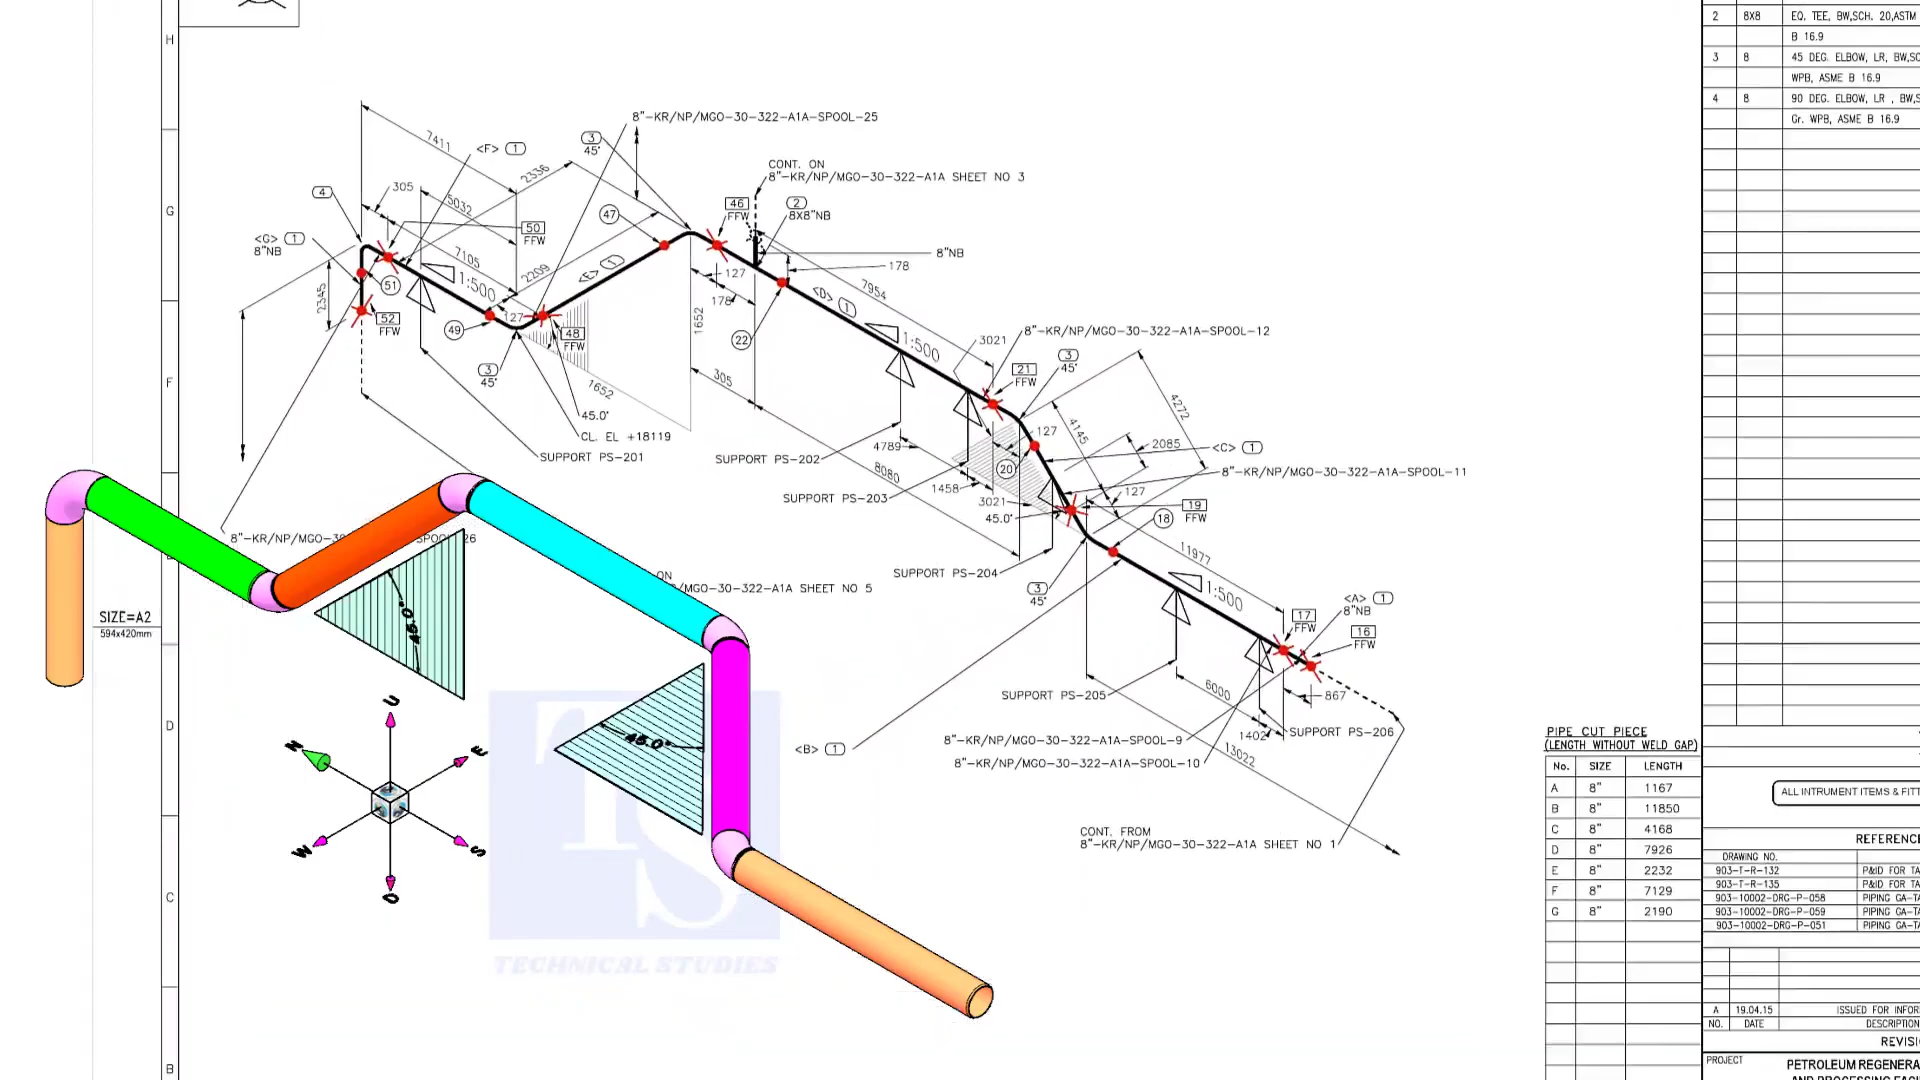 H
G
F
D
C
B
SIZE=A2
594x420mm
7411
<F> 1
2336
3
45°
8"-KR/NP/MGO-30-322-A1A-SPOOL-25
CONT. ON
8"-KR/NP/MGO-30-322-A1A SHEET NO 3
4
305
5032
47
46
FFW
2
8X8"NB
50
FFW
<G> 1
8"NB
7105
1:500
2209
<E> 1
8"NB
178
127
178
51
2345
52
FFW
49
127
48
FFW
3
45°
1652
1652
45.0°
CL. EL +18119
SUPPORT PS-201
22
<D> 1
7954
1:500
305
8"-KR/NP/MGO-30-322-A1A-SPOOL-12
3021
21
FFW
3
45°
4272
4145
127
2085
<C> 1
8"-KR/NP/MGO-30-322-A1A-SPOOL-11
SUPPORT PS-202
4789
8080
SUPPORT PS-203
1458
20
3021
45.0°
127
19
FFW
18
SUPPORT PS-204
3
45°
11977
1:500
<A> 1
8"NB
17
FFW
16
FFW
SUPPORT PS-205
6000
867
1402
SUPPORT PS-206
8"-KR/NP/MGO-30-322-A1A-SPOOL-9
13022
8"-KR/NP/MGO-30-322-A1A-SPOOL-10
<B> 1
CONT. FROM
8"-KR/NP/MGO-30-322-A1A SHEET NO 1
ON
/MGO-30-322-A1A SHEET NO 5
45.0°
45.0°
U
N
E
W
S
D
TS
TECHNICAL STUDIES
2 8X8 EQ. TEE, BW,SCH. 20,ASTM
B 16.9
3 8 45 DEG. ELBOW, LR, BW,SC
WPB, ASME B 16.9
4 8 90 DEG. ELBOW, LR , BW,S
Gr. WPB, ASME B 16.9
PIPE CUT PIECE
(LENGTH WITHOUT WELD GAP)
No. SIZE LENGTH
A 8" 1167
B 8" 11850
C 8" 4168
D 8" 7926
E 8" 2232
F 8" 7129
G 8" 2190
ALL INTRUMENT ITEMS & FITT
REFERENC
DRAWING NO.
903-T-R-132 P&ID FOR TA
903-T-R-135 P&ID FOR TA
903-10002-DRG-P-058 PIPING GA-TA
903-10002-DRG-P-059 PIPING GA-TA
903-10002-DRG-P-051 PIPING GA-TA
A 19.04.15 ISSUED FOR INFOR
NO. DATE DESCRIPTION
REVISI
PROJECT PETROLEUM REGENERA